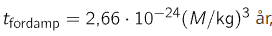 t_fordamp = 2,66 · 10^−24 (M/kg)^3 år,